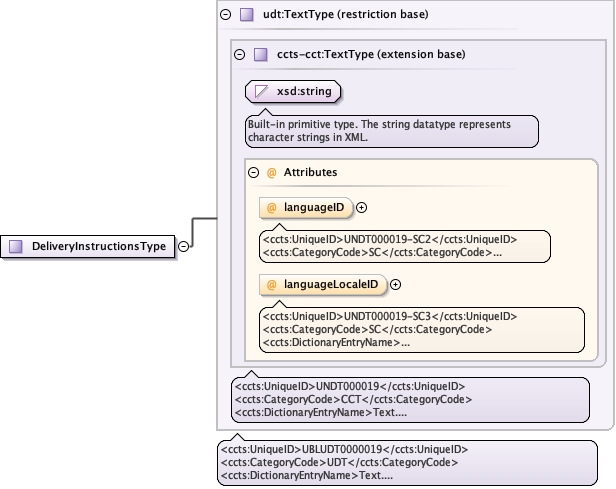 udt:TextType (restriction base)
ccts-cct:TextType (extension base)
xsd:string
Built-in primitive type. The string datatype represents
character strings in XML.
@ Attributes
@ languageID
<ccts:UniqueID>UNDT000019-SC2</ccts:UniqueID>
<ccts:CategoryCode>SC</ccts:CategoryCode>...
DeliveryInstructionsType
@ languageLocaleID
<ccts:UniqueID>UNDT000019-SC3</ccts:UniqueID>
<ccts:CategoryCode>SC</ccts:CategoryCode>
<ccts:DictionaryEntryName>...
<ccts:UniqueID>UNDT000019</ccts:UniqueID>
<ccts:CategoryCode>CCT</ccts:CategoryCode>
<ccts:DictionaryEntryName>Text....
<ccts:UniqueID>UBLUDT0000019</ccts:UniqueID>
<ccts:CategoryCode>UDT</ccts:CategoryCode>
<ccts:DictionaryEntryName>Text....